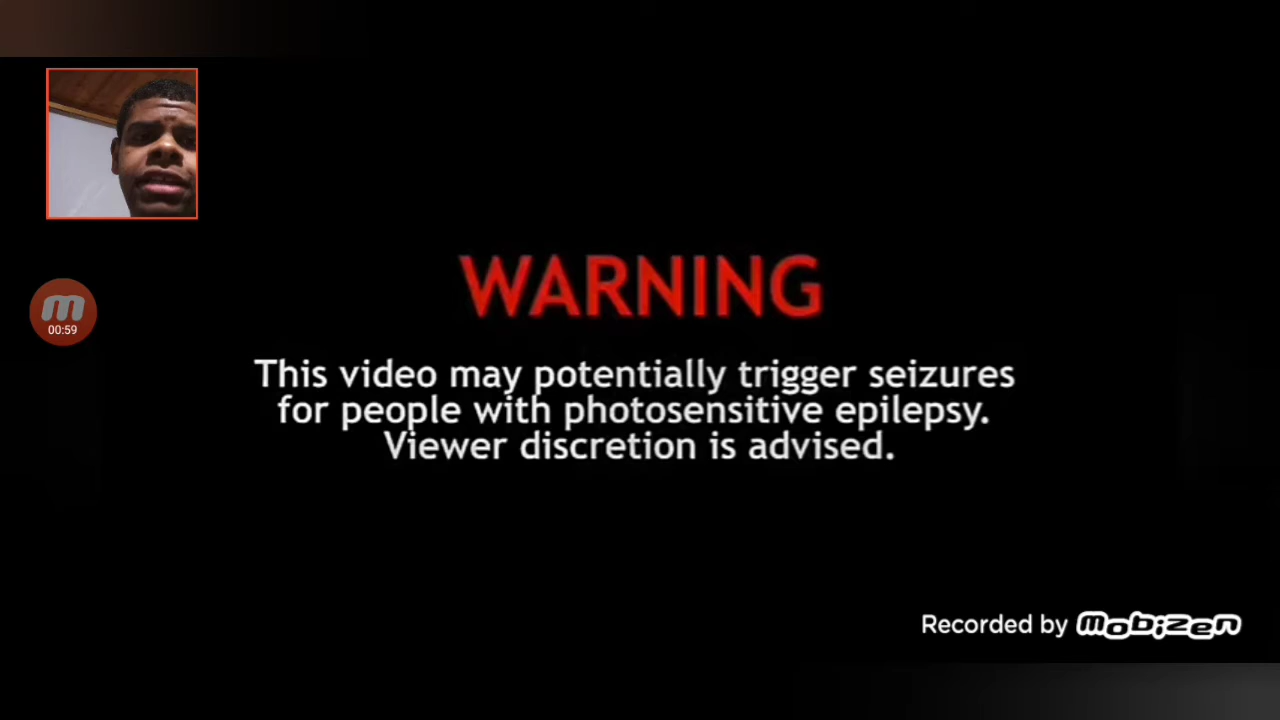 00:59
WARNING
This video may potentially trigger seizures
for people with photosensitive epilepsy.
Viewer discretion is advised.
Recorded by mobizen